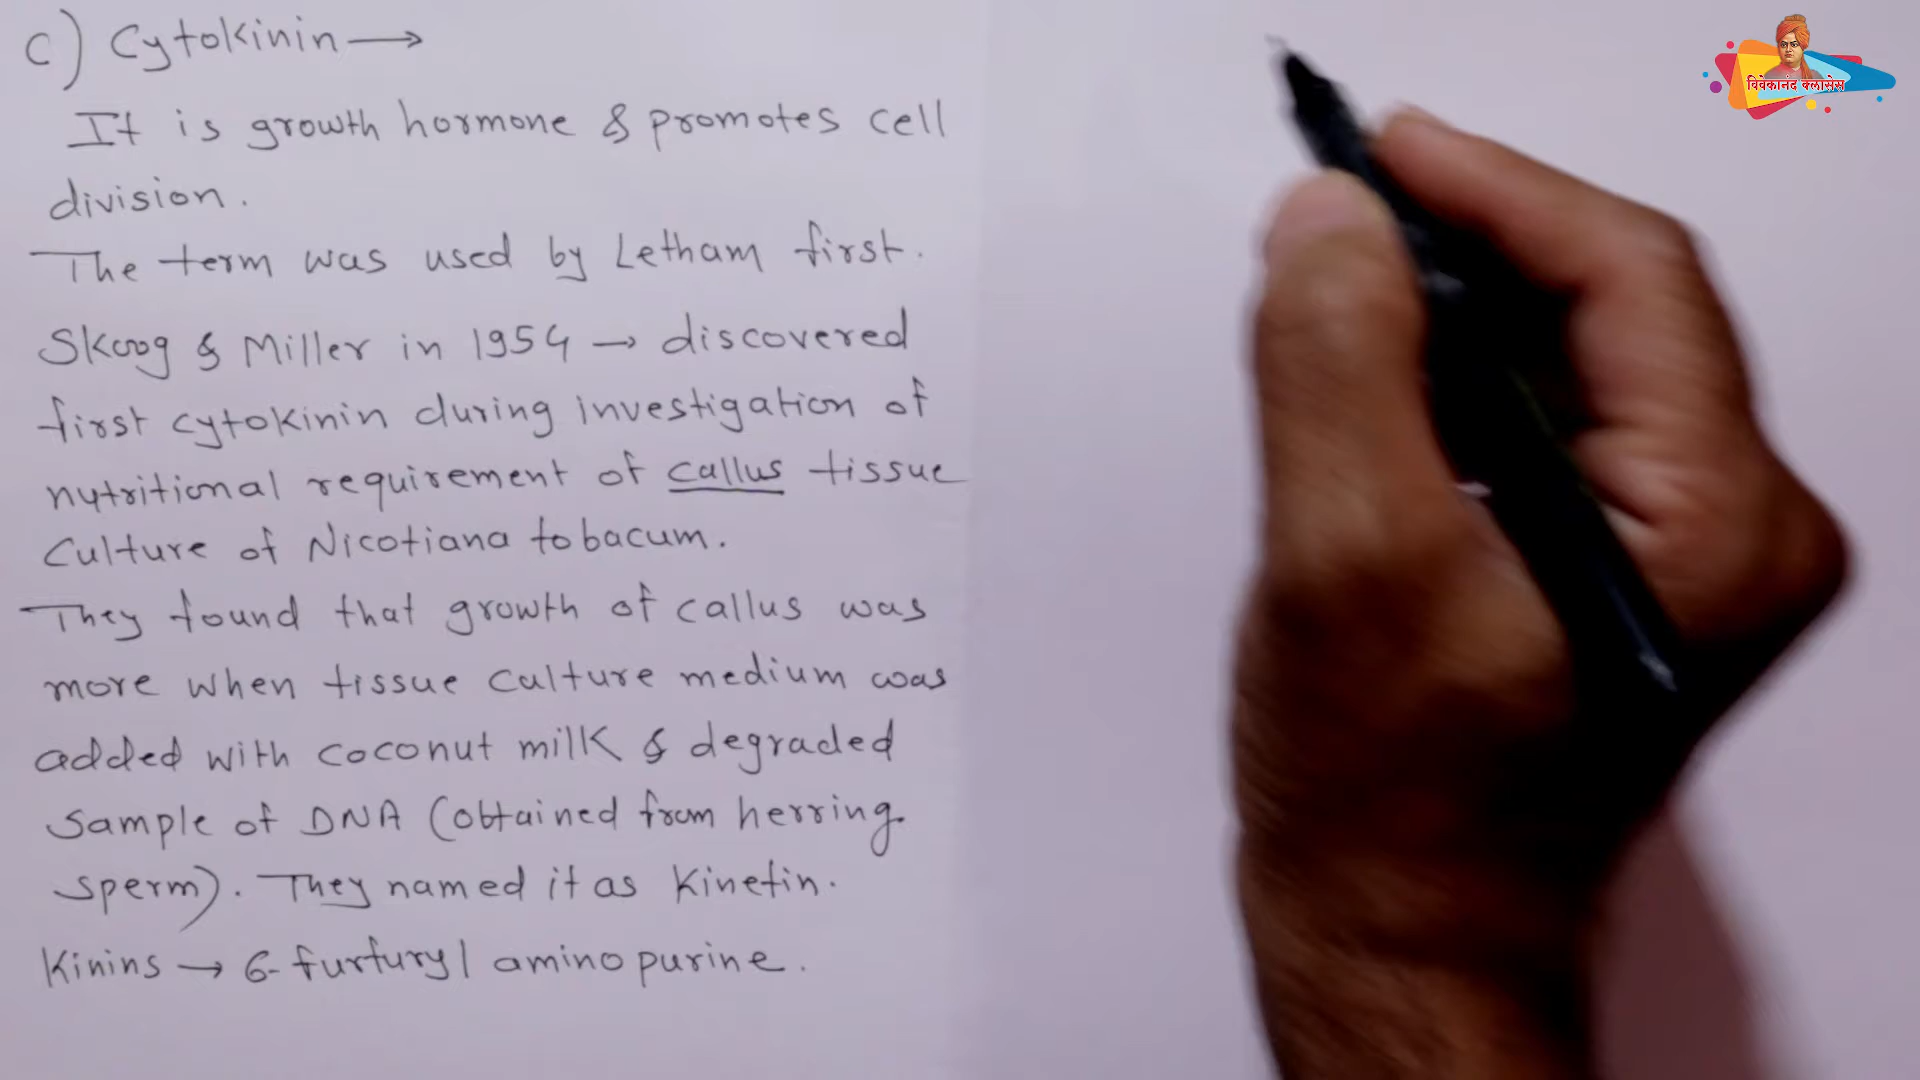 C) Cytokinin →
It is growth hormone & promotes cell
division.
The term was used by Letham first.
Skoog & Miller in 1954 → discovered
first cytokinin during investigation of
nutritional requirement of callus tissue
Culture of Nicotiana tobacum.
They found that growth of callus was
more when tissue culture medium was
added with coconut milk & degraded
Sample of DNA (obtained from herring
sperm). They named it as Kinetin.
Kinins → 6-furfuryl amino purine.
विवेकानंद क्लासेस